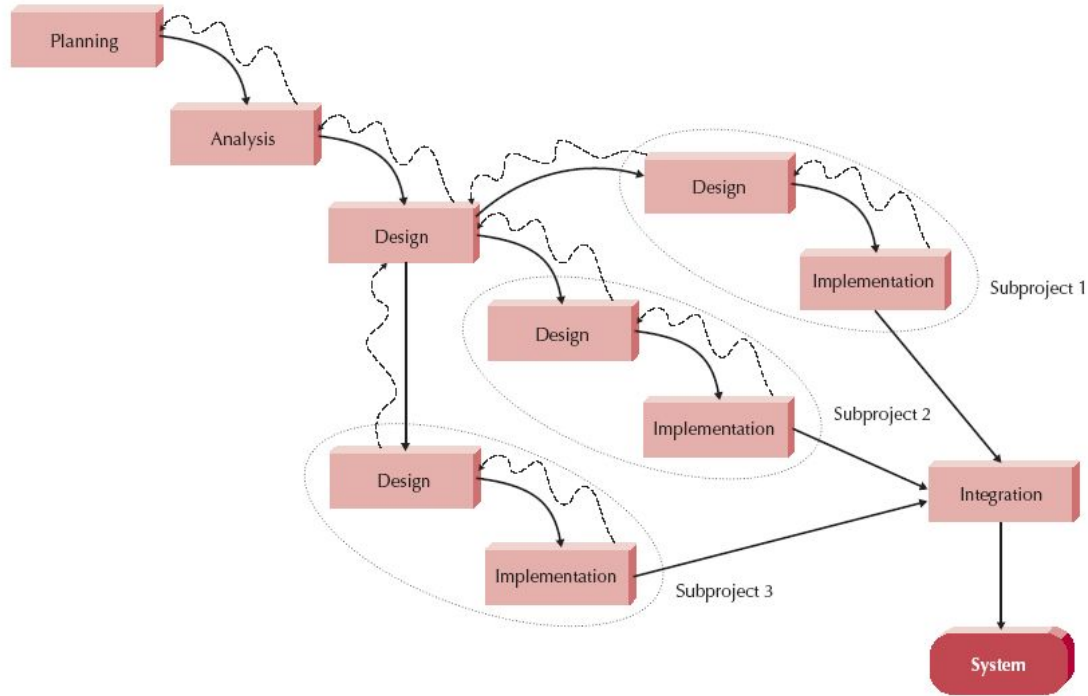 Planning
Analysis
Design
Design
Implementation
Subproject 1
Design
Implementation
Subproject 2
Design
Implementation
Subproject 3
Integration
System